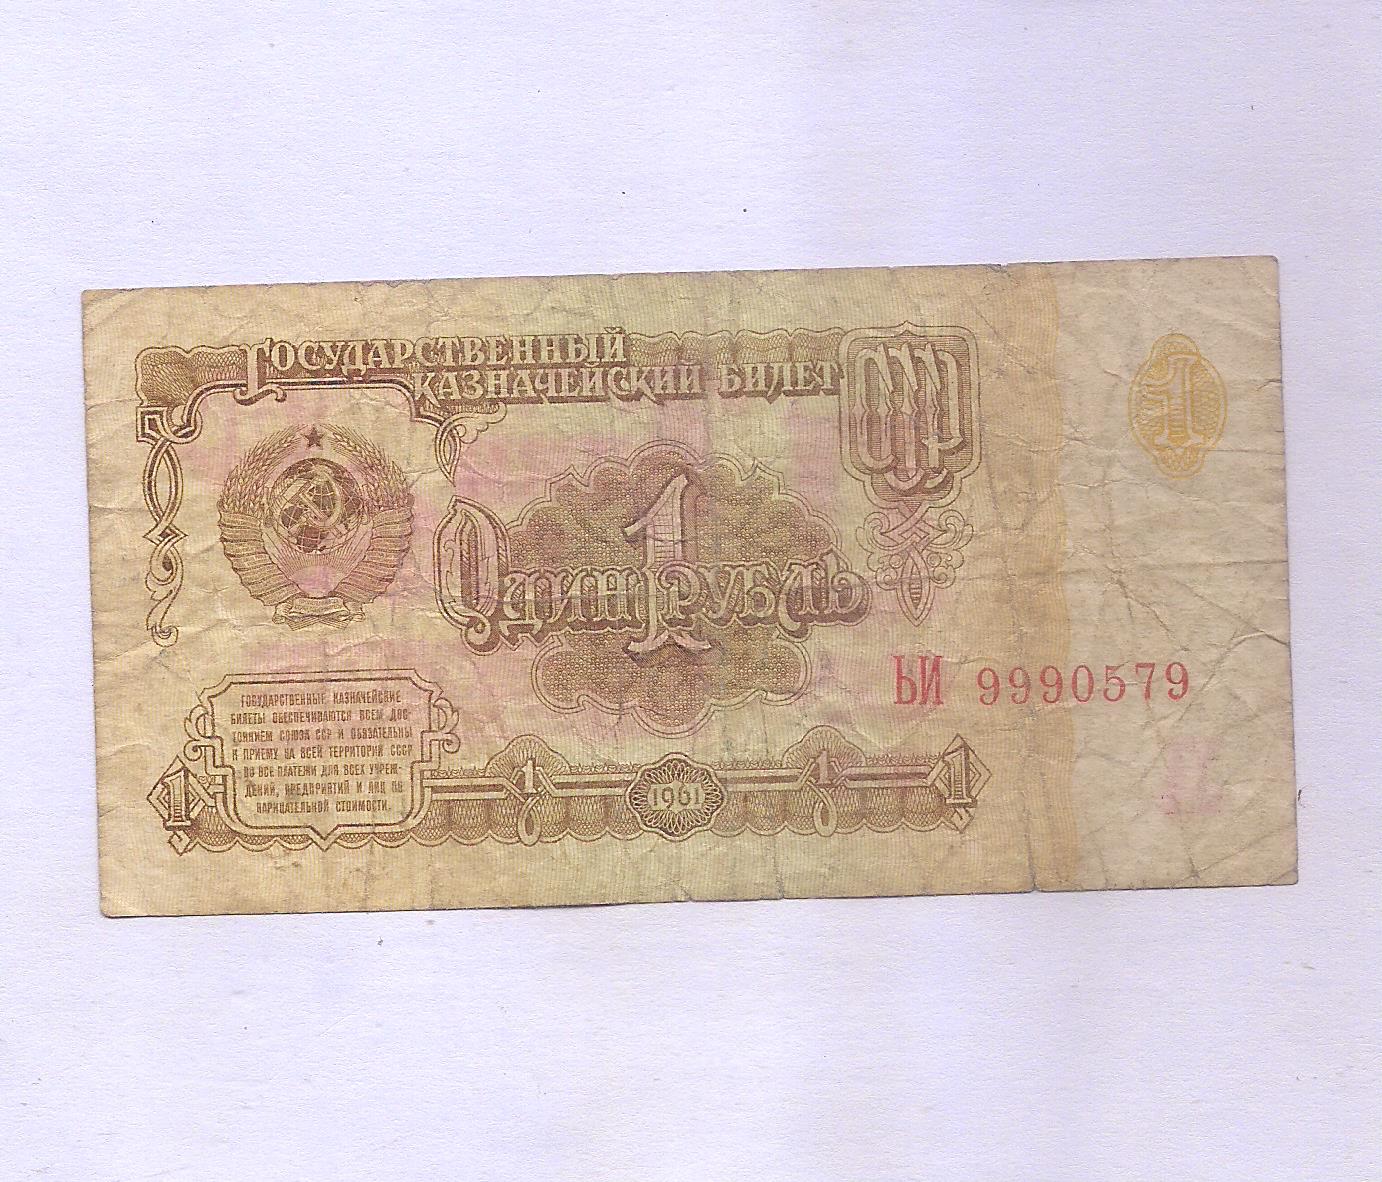 ГОСУДАРСТВЕННЫЙ
КАЗНАЧЕЙСКИЙ БИЛЕТ
СССР
1
1
ОДИН РУБЛЬ
ЬИ 9990579
ГОСУДАРСТВЕННЫЕ КАЗНАЧЕЙСКИЕ
БИЛЕТЫ ОБЕСПЕЧИВАЮТСЯ ВСЕМ ДОС-
ТОЯНИЕМ СОЮЗА ССР И ОБЯЗАТЕЛЬНЫ
К ПРИЕМУ НА ВСЕЙ ТЕРРИТОРИИ СССР
ВО ВСЕ ПЛАТЕЖИ ДЛЯ ВСЕХ УЧРЕЖ-
ДЕНИЙ, ПРЕДПРИЯТИЙ И ЛИЦ ПО
НАРИЦАТЕЛЬНОЙ СТОИМОСТИ.
1 1 1961 1 1